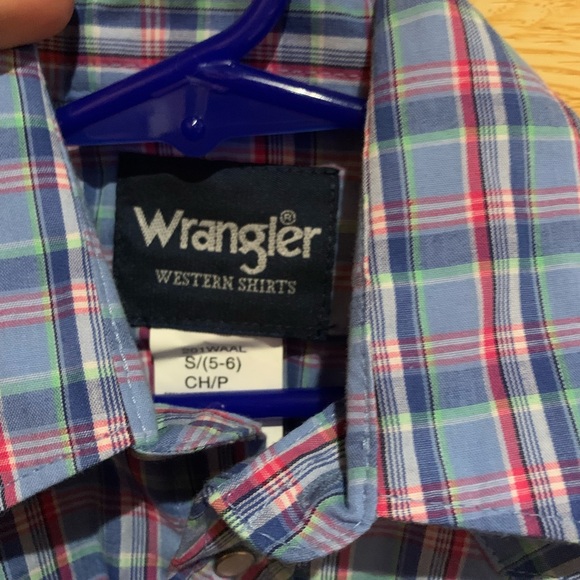 Wrangler®
WESTERN SHIRTS
S/(5-6)
CH/P